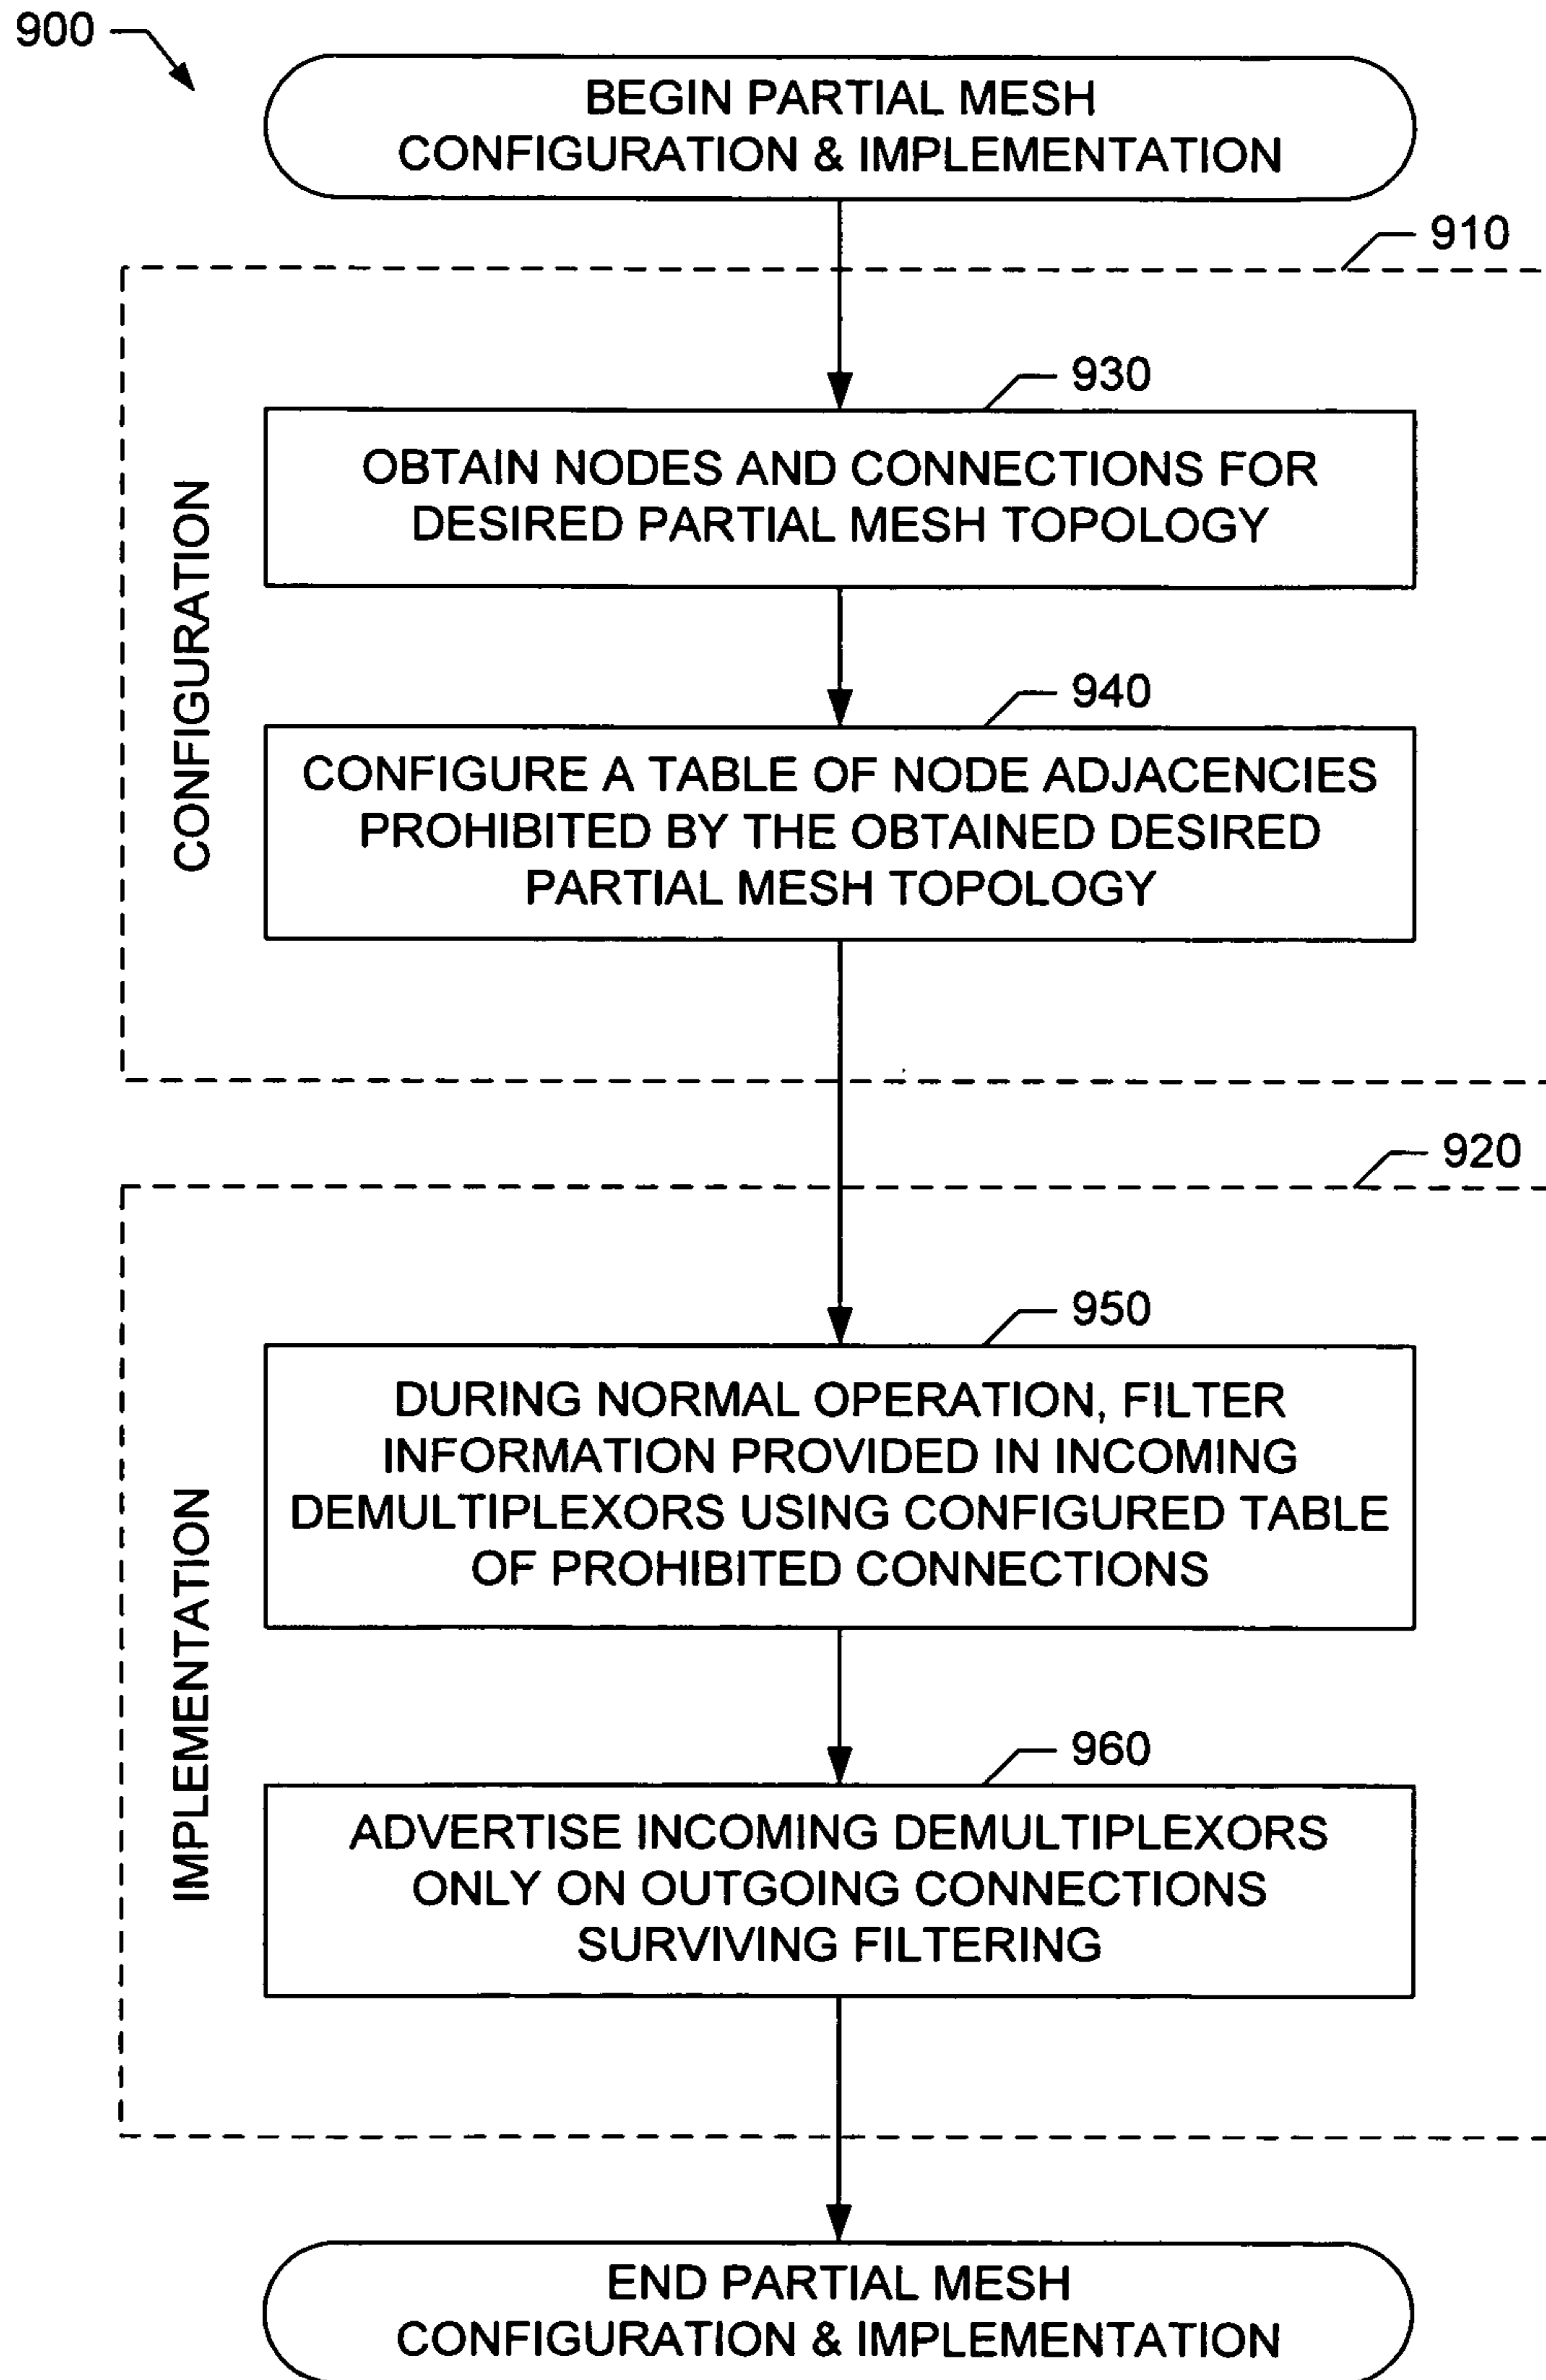 900
BEGIN PARTIAL MESH
CONFIGURATION & IMPLEMENTATION
910
CONFIGURATION
930
OBTAIN NODES AND CONNECTIONS FOR
DESIRED PARTIAL MESH TOPOLOGY
940
CONFIGURE A TABLE OF NODE ADJACENCIES
PROHIBITED BY THE OBTAINED DESIRED
PARTIAL MESH TOPOLOGY
920
IMPLEMENTATION
950
DURING NORMAL OPERATION, FILTER
INFORMATION PROVIDED IN INCOMING
DEMULTIPLEXORS USING CONFIGURED TABLE
OF PROHIBITED CONNECTIONS
960
ADVERTISE INCOMING DEMULTIPLEXORS
ONLY ON OUTGOING CONNECTIONS
SURVIVING FILTERING
END PARTIAL MESH
CONFIGURATION & IMPLEMENTATION